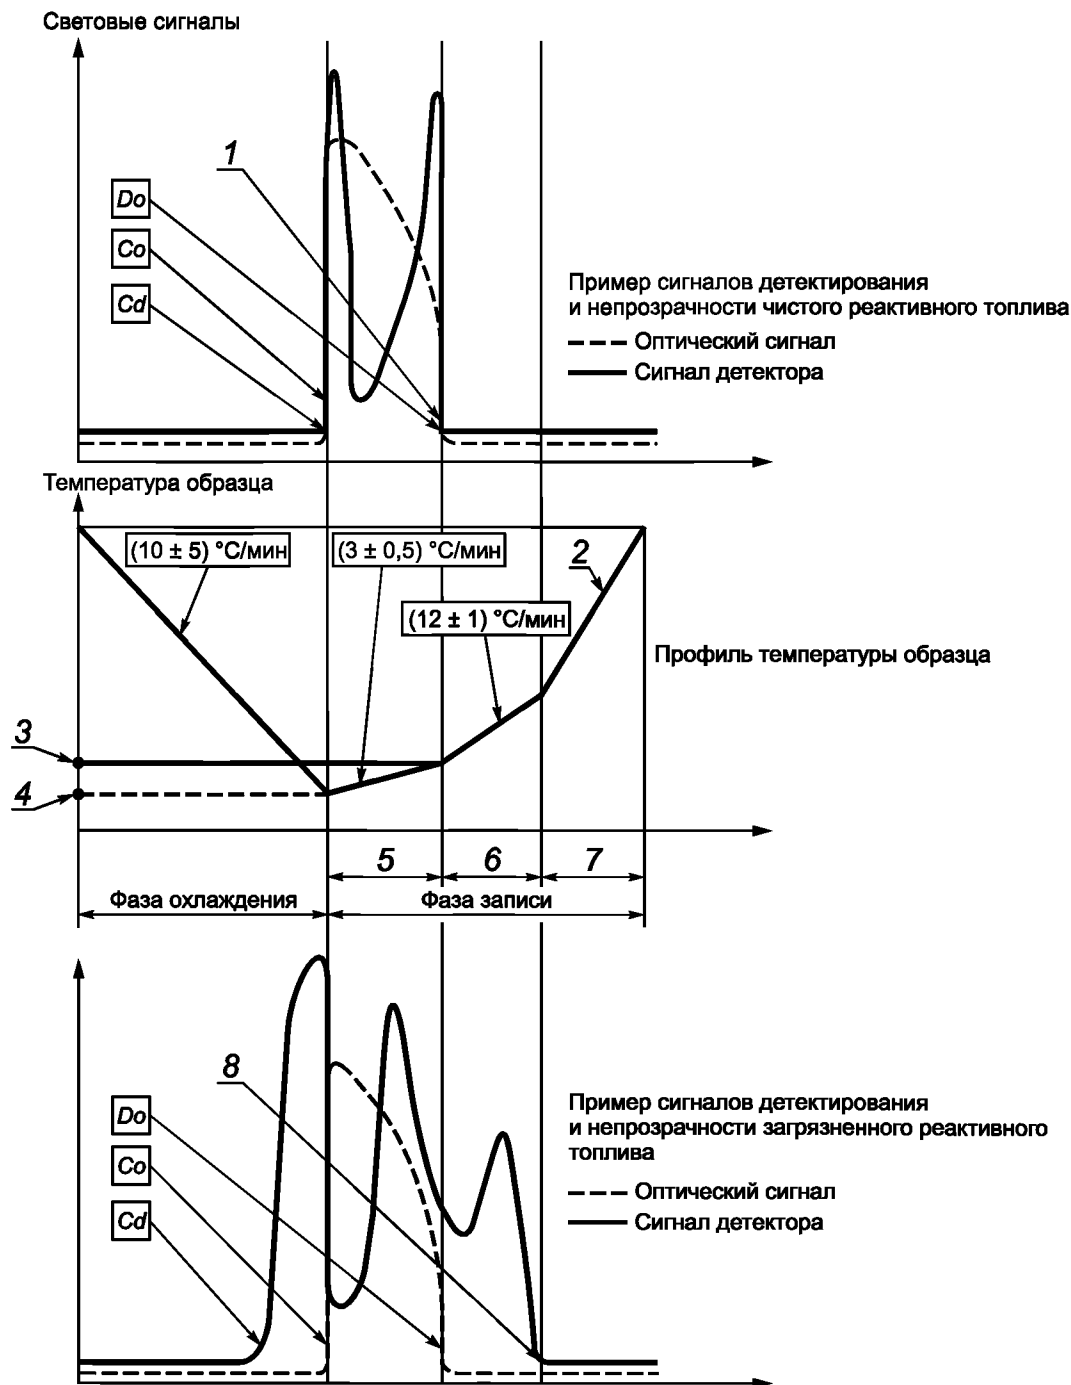 Световые сигналы
1
Do
Co
Cd
Пример сигналов детектирования
и непрозрачности чистого реактивного топлива
Оптический сигнал
Сигнал детектора
Температура образца
(10 ± 5) °С/мин
(3 ± 0,5) °С/мин
2
(12 ± 1) °С/мин
Профиль температуры образца
3
4
5
6
7
Фаза охлаждения
Фаза записи
8
Do
Co
Cd
Пример сигналов детектирования
и непрозрачности загрязненного реактивного
топлива
Оптический сигнал
Сигнал детектора